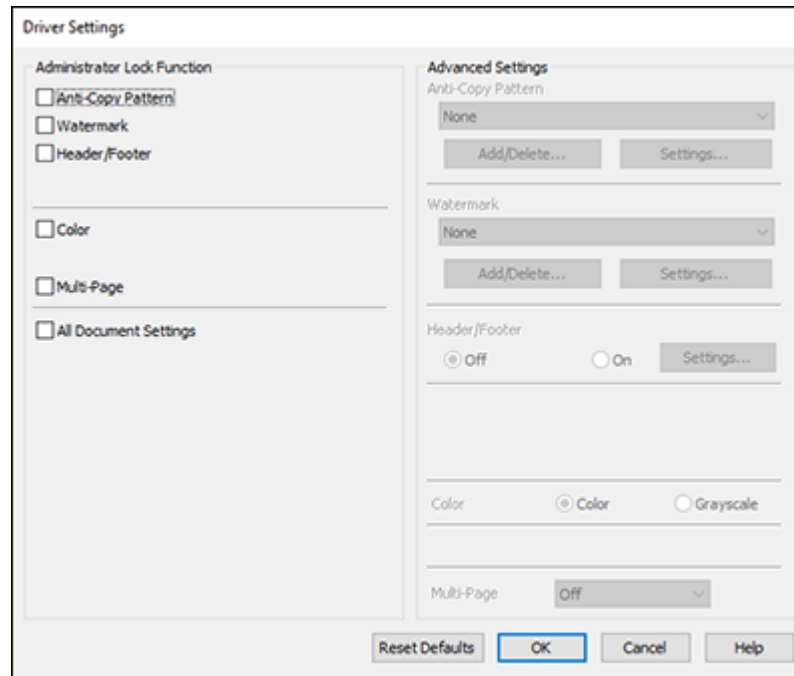 Driver Settings
Administrator Lock Function
Anti-Copy Pattern
Watermark
Header/Footer
Color
Multi-Page
All Document Settings
Advanced Settings
Anti-Copy Pattern
None
Add/Delete... Settings...
Watermark
None
Add/Delete... Settings...
Header/Footer
Off On Settings...
Color Color Grayscale
Multi-Page Off
Reset Defaults OK Cancel Help